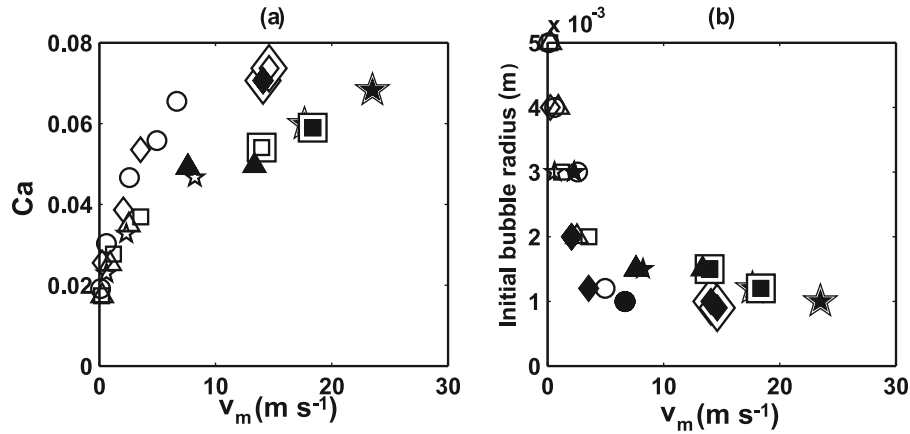 (a)
0.08
0.06
0.04
0.02
0
Ca
0 10 20 30
v_m (m s⁻¹)
(b)
x 10⁻³
5
4
3
2
1
0
Initial bubble radius (m)
0 10 20 30
v_m (m s⁻¹)